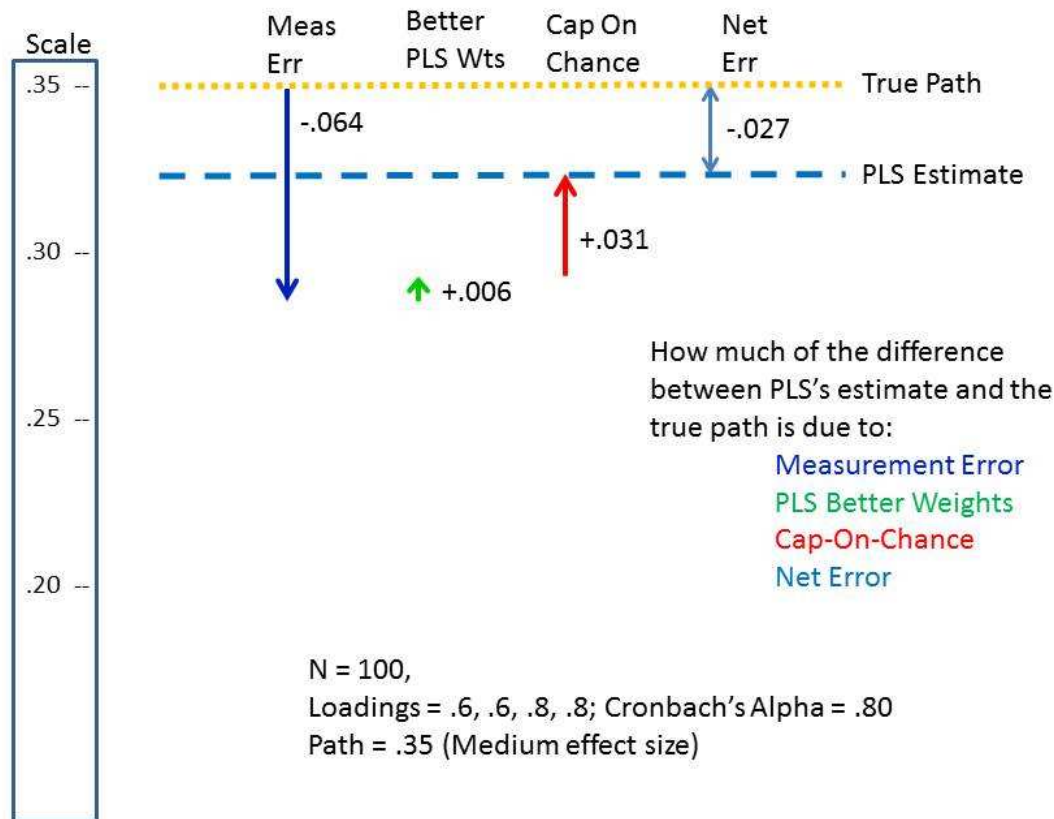 Scale
Meas
Err
Better
PLS Wts
Cap On
Chance
Net
Err
.35 --
True Path
-.064
-.027
PLS Estimate
+.031
.30 --
+.006
How much of the difference
between PLS’s estimate and the
true path is due to:
.25 --
Measurement Error
PLS Better Weights
Cap-On-Chance
Net Error
.20 --
N = 100,
Loadings = .6, .6, .8, .8; Cronbach’s Alpha = .80
Path = .35 (Medium effect size)